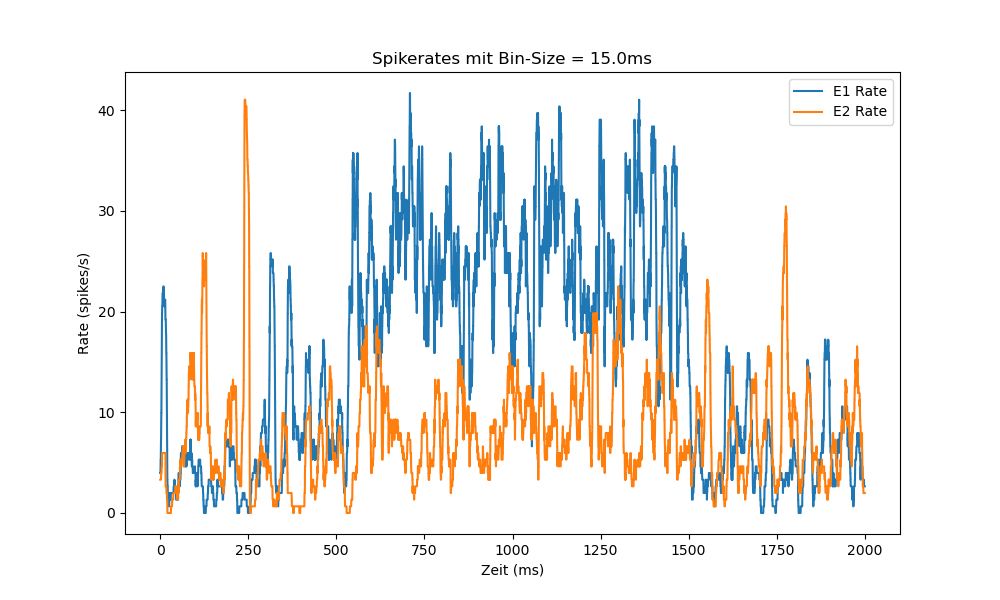 Spikerates mit Bin-Size = 15.0ms
E1 Rate
E2 Rate
Rate (spikes/s)
40
30
20
10
0
0 250 500 750 1000 1250 1500 1750 2000
Zeit (ms)